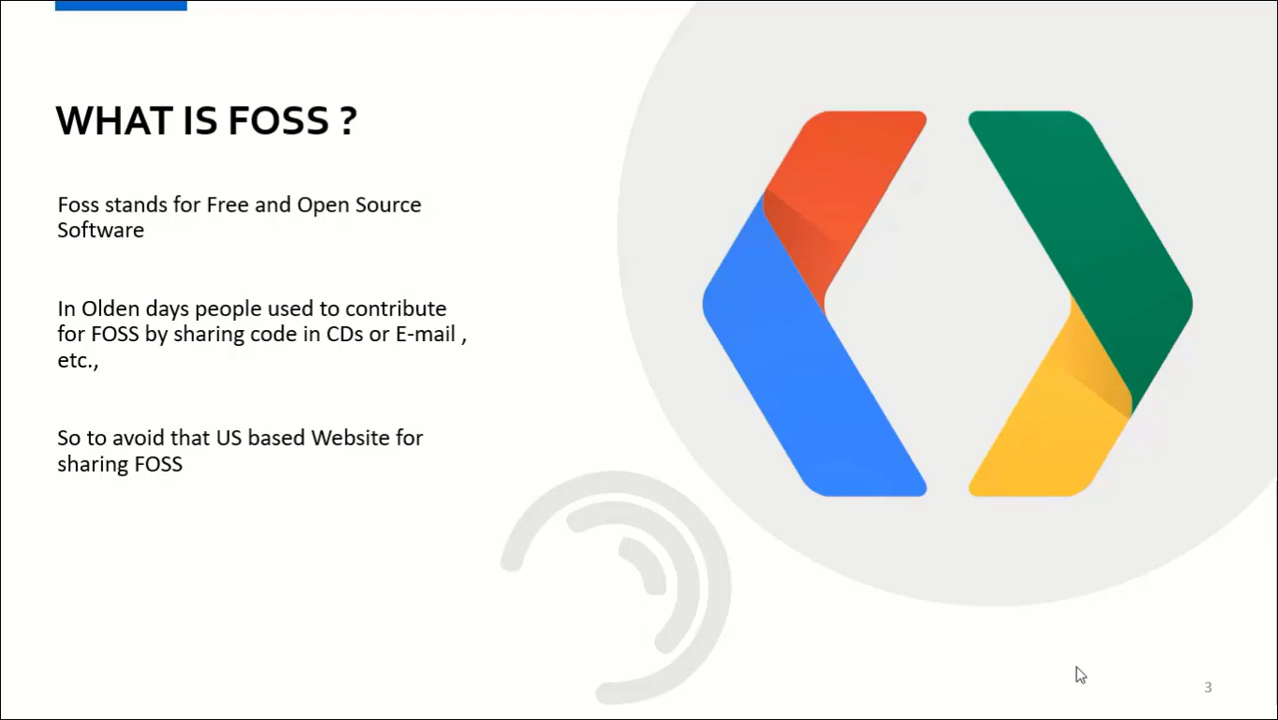 WHAT IS FOSS ?
Foss stands for Free and Open Source
Software
In Olden days people used to contribute
for FOSS by sharing code in CDs or E-mail ,
etc.,
So to avoid that US based Website for
sharing FOSS
3